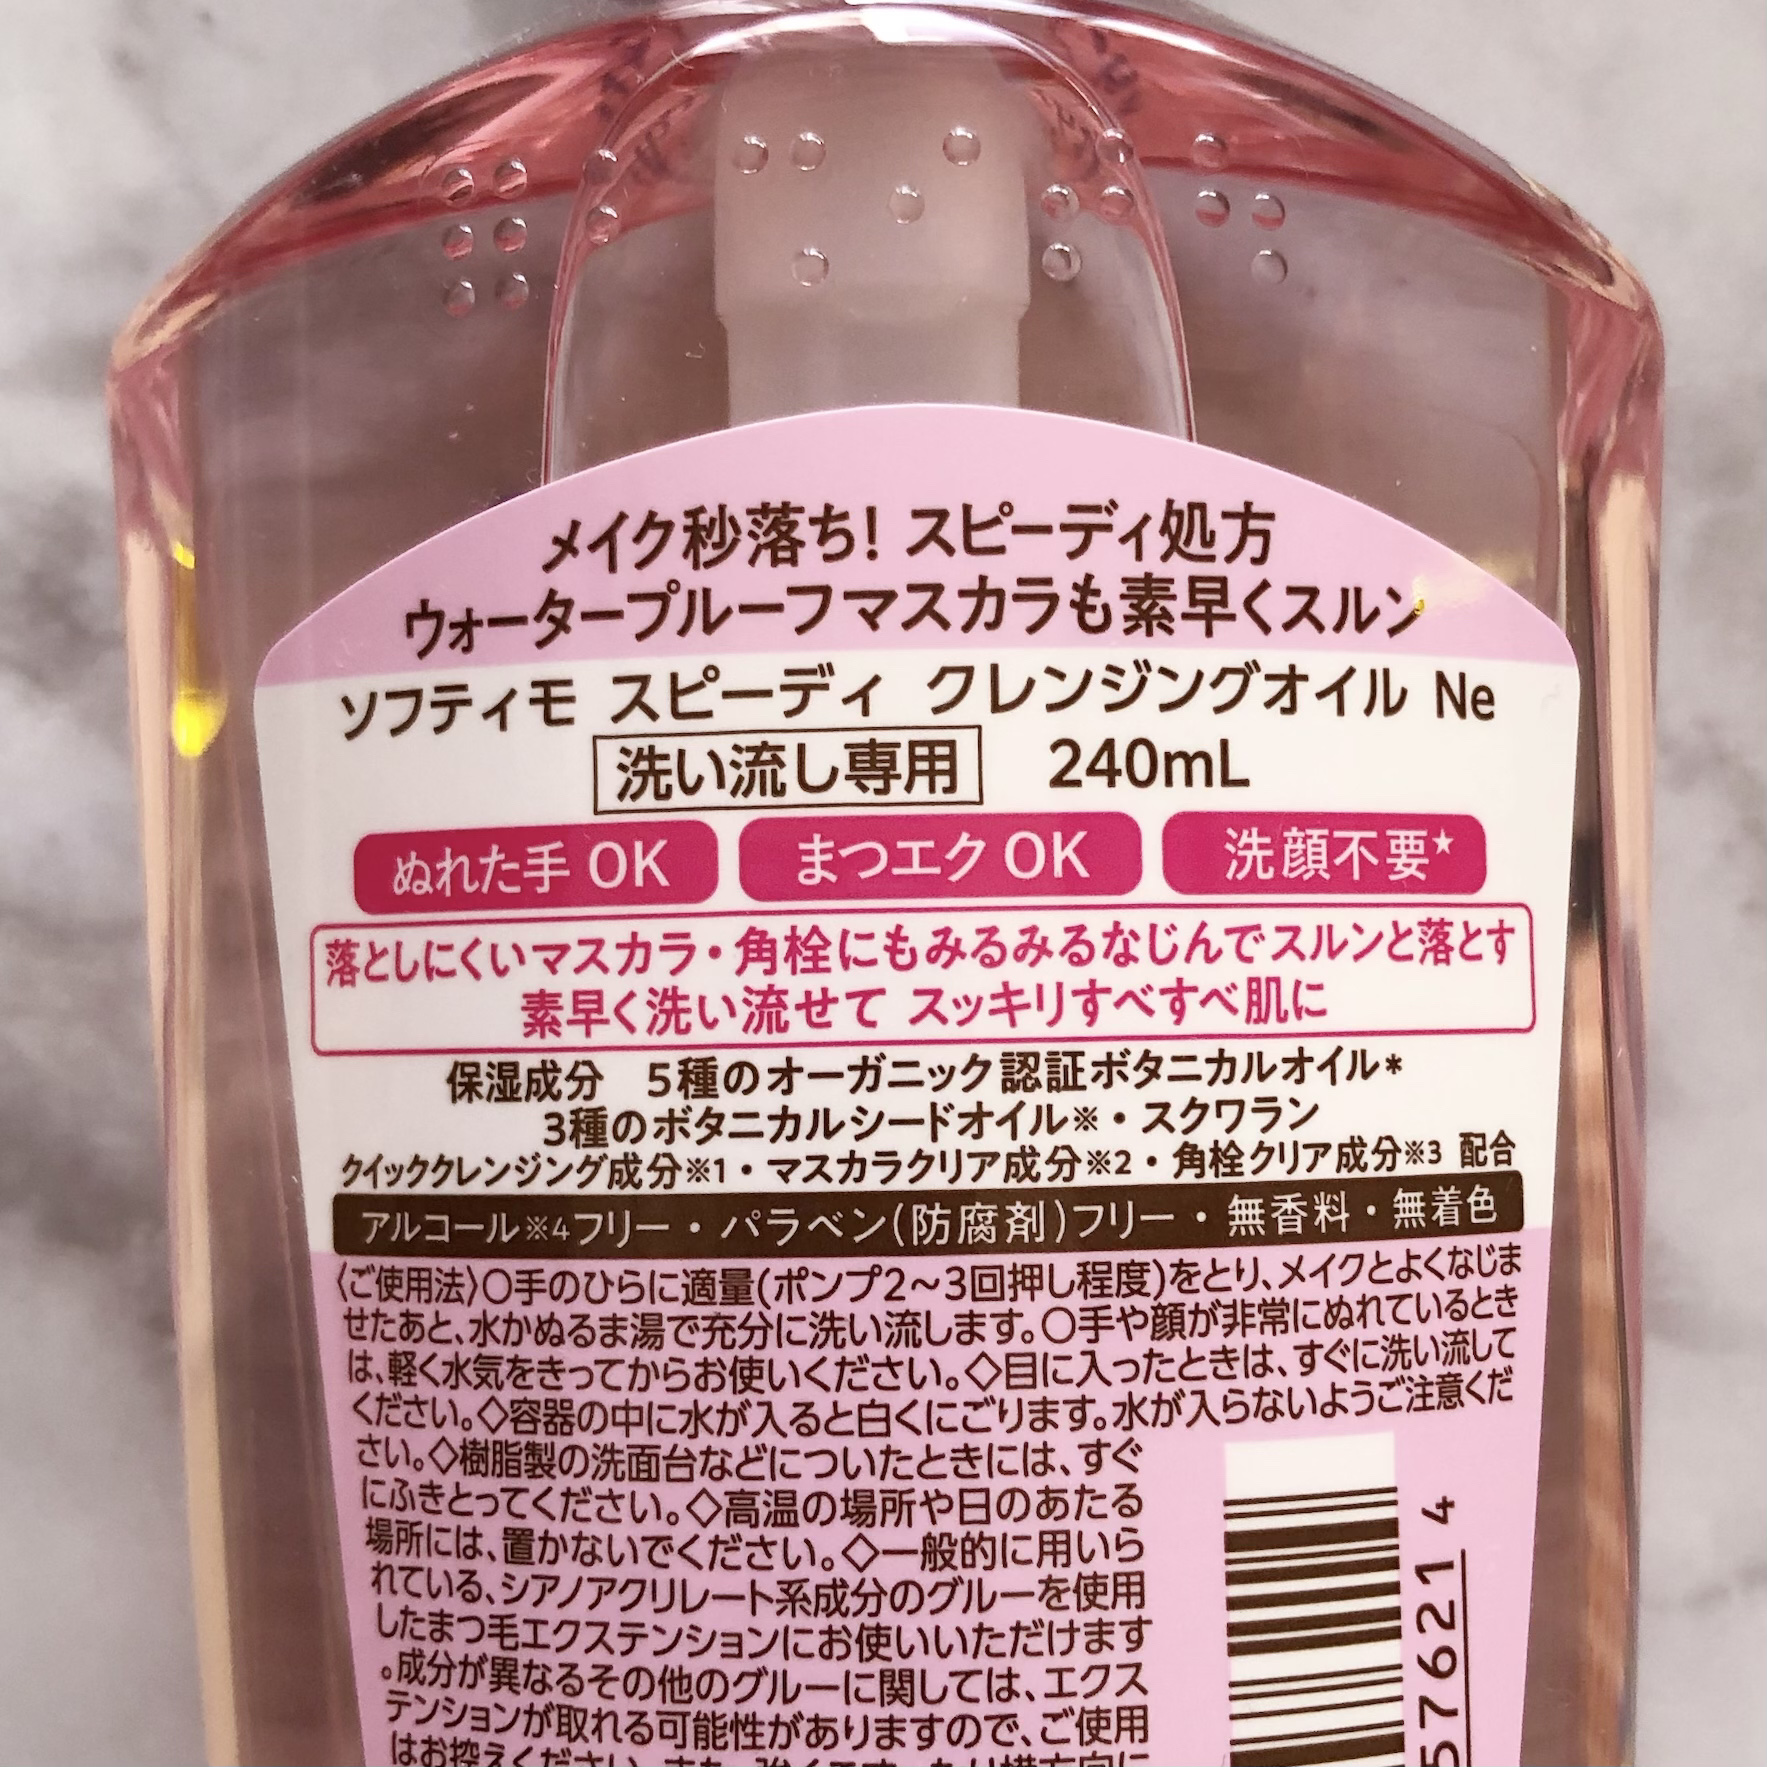 メイク秒落ち! スピーディ処方
ウォータープルーフマスカラも素早くスルン
ソフティモ スピーディ クレンジングオイル Ne
洗い流し専用 240mL
ぬれた手 OK まつエク OK 洗顔不要★
落としにくいマスカラ・角栓にもみるみるなじんでスルンと落とす
素早く洗い流せて スッキリすべすべ肌に
保湿成分 5種のオーガニック認証ボタニカルオイル*
3種のボタニカルシードオイル※・スクワラン
クイッククレンジング成分※1・マスカラクリア成分※2・角栓クリア成分※3 配合
アルコール※4フリー・パラベン(防腐剤)フリー・無香料・無着色
〈ご使用法〉○手のひらに適量(ポンプ2～3回押し程度)をとり、メイクとよくなじま
せたあと、水かぬるま湯で充分に洗い流します。○手や顔が非常にぬれているとき
は、軽く水気をきってからお使いください。◇目に入ったときは、すぐに洗い流して
ください。◇容器の中に水が入ると白くにごります。水が入らないようご注意くだ
さい。◇樹脂製の洗面台などについたときには、すぐ
にふきとってください。◇高温の場所や日のあたる
場所には、置かないでください。◇一般的に用いら
れている、シアノアクリレート系成分のグルーを使用
したまつ毛エクステンションにお使いいただけます
。成分が異なるその他のグルーに関しては、エクス
テンションが取れる可能性がありますので、ご使用
はお控えください。また、強くこすったり横方向に
576214